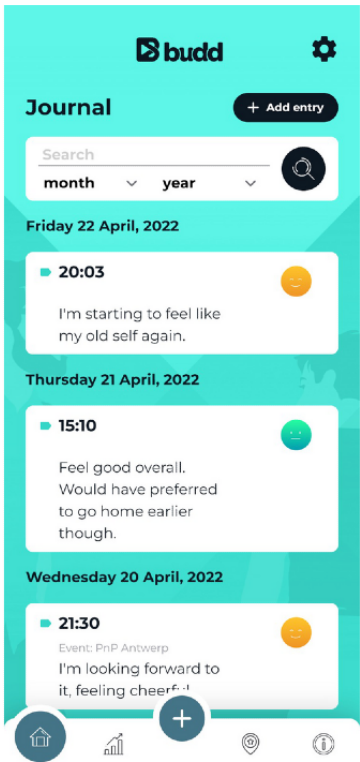 budd
Journal
+ Add entry
Search
month year
Friday 22 April, 2022
20:03
I'm starting to feel like
my old self again.
Thursday 21 April, 2022
15:10
Feel good overall.
Would have preferred
to go home earlier
though.
Wednesday 20 April, 2022
21:30
Event: PnP Antwerp
I'm looking forward to
it, feeling cheerful
+